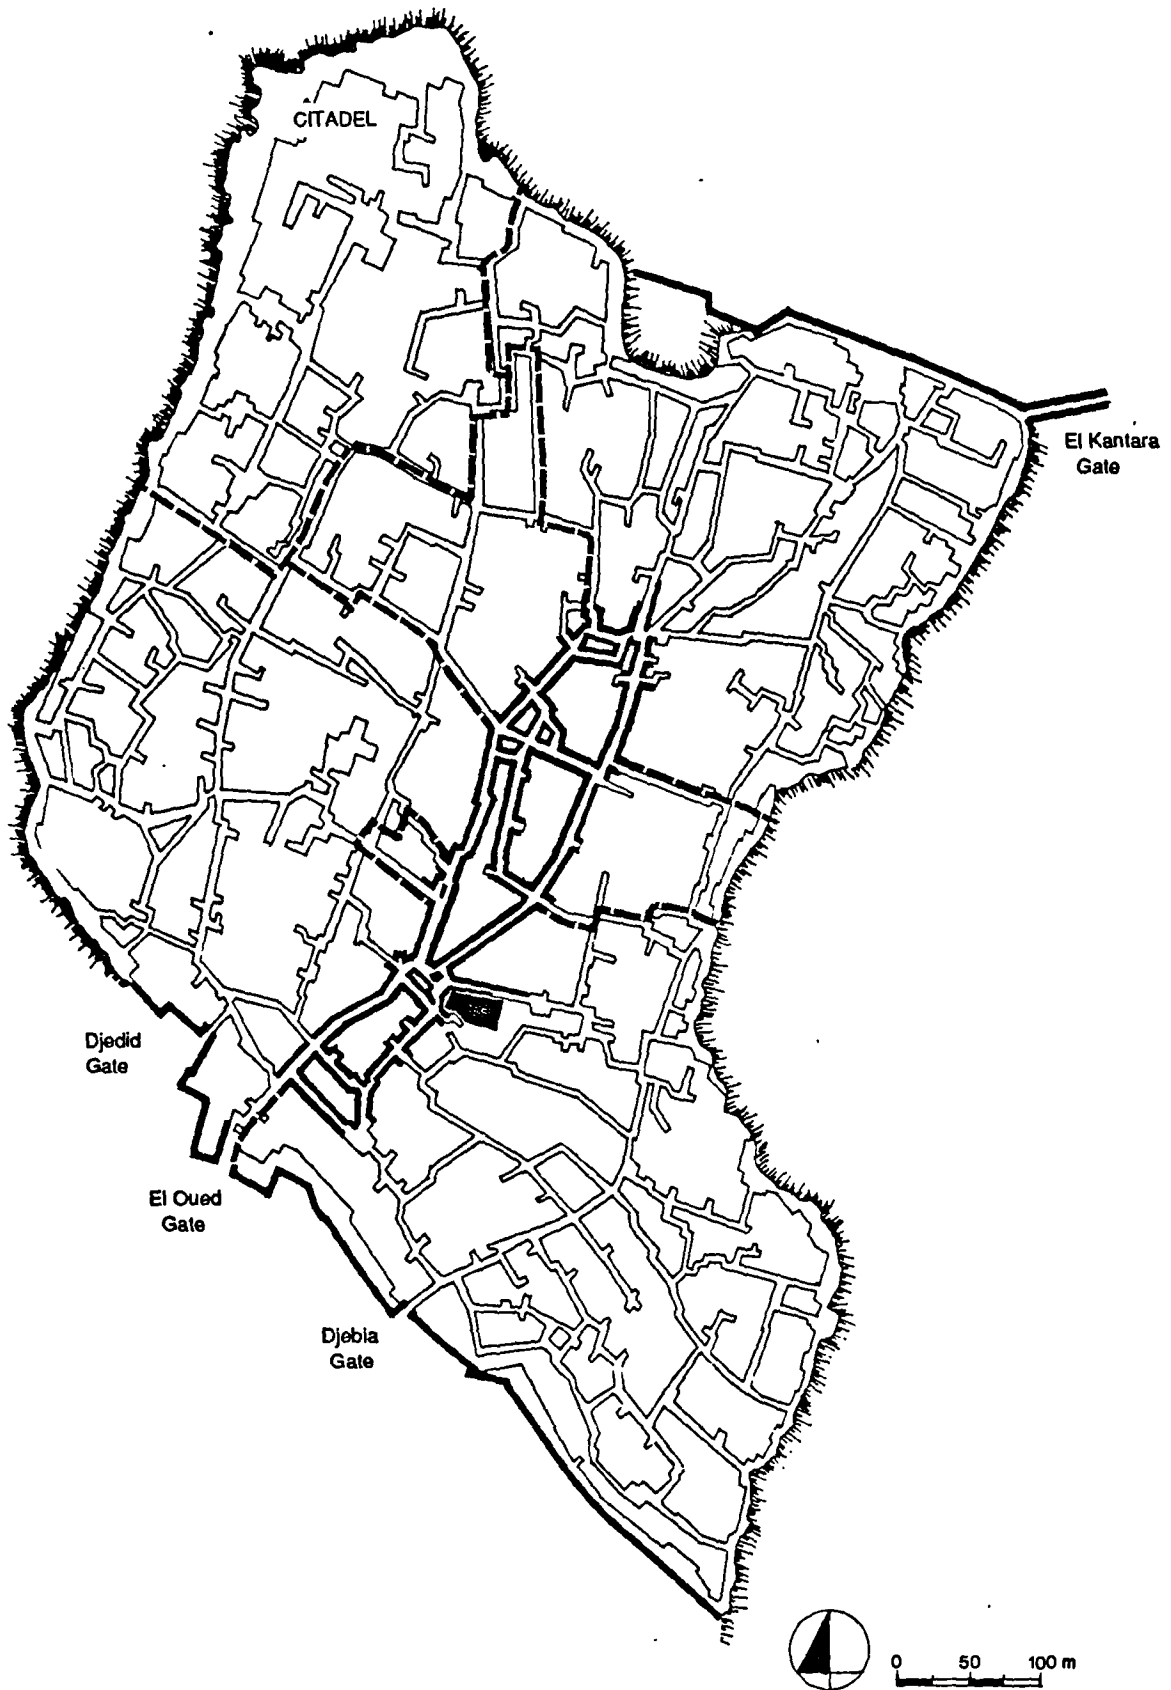 CITADEL
El Kantara
Gate
Djedid
Gate
El Oued
Gate
Djebia
Gate
0 50 100 m